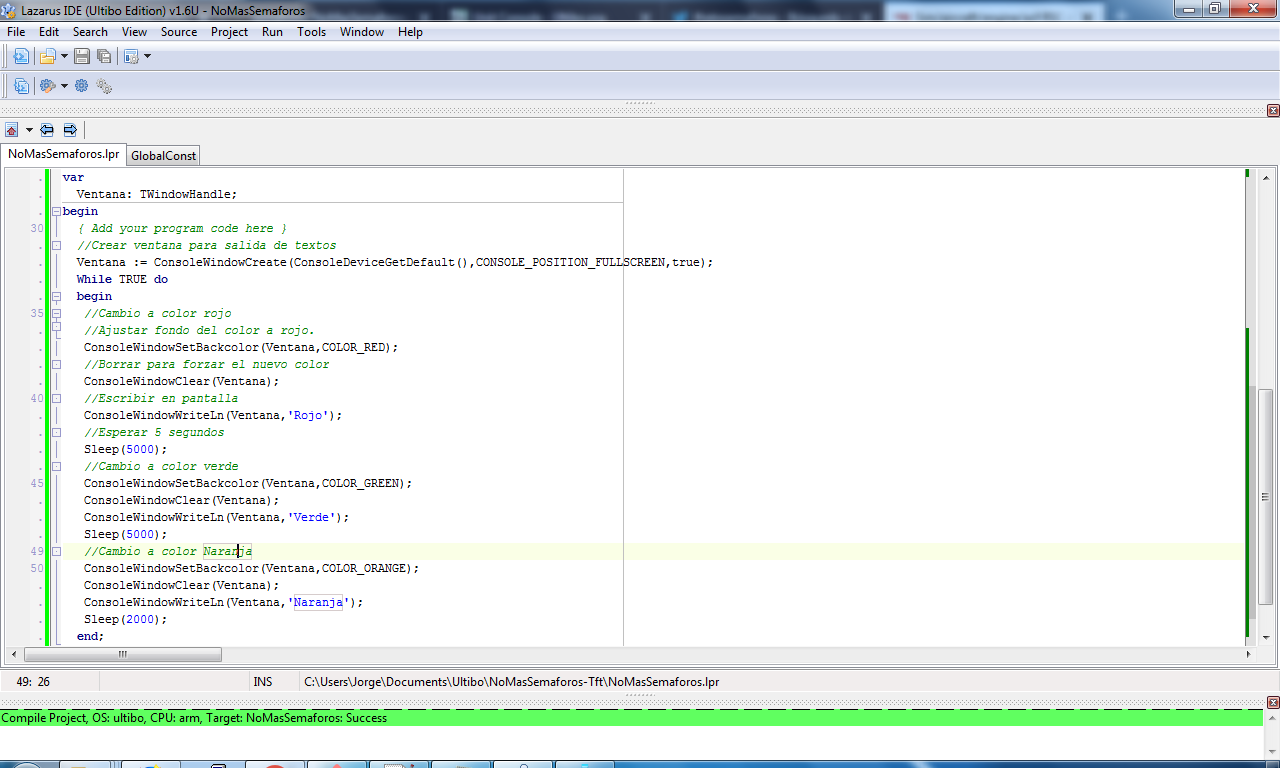 Lazarus IDE (Ultibo Edition) v1.6U - NoMasSemaforos
File Edit Search View Source Project Run Tools Window Help
NoMasSemaforos.lpr GlobalConst
var
Ventana: TWindowHandle;
begin
30 { Add your program code here }
//Crear ventana para salida de textos
Ventana := ConsoleWindowCreate(ConsoleDeviceGetDefault(),CONSOLE_POSITION_FULLSCREEN,true);
While TRUE do
begin
35 //Cambio a color rojo
//Ajustar fondo del color a rojo.
ConsoleWindowSetBackcolor(Ventana,COLOR_RED);
//Borrar para forzar el nuevo color
ConsoleWindowClear(Ventana);
40 //Escribir en pantalla
ConsoleWindowWriteLn(Ventana,'Rojo');
//Esperar 5 segundos
Sleep(5000);
//Cambio a color verde
45 ConsoleWindowSetBackcolor(Ventana,COLOR_GREEN);
ConsoleWindowClear(Ventana);
ConsoleWindowWriteLn(Ventana,'Verde');
Sleep(5000);
49 //Cambio a color Naranja
50 ConsoleWindowSetBackcolor(Ventana,COLOR_ORANGE);
ConsoleWindowClear(Ventana);
ConsoleWindowWriteLn(Ventana,'Naranja');
Sleep(2000);
end;
49: 26 INS C:\Users\Jorge\Documents\Ultibo\NoMasSemaforos-Tft\NoMasSemaforos.lpr
Compile Project, OS: ultibo, CPU: arm, Target: NoMasSemaforos: Success